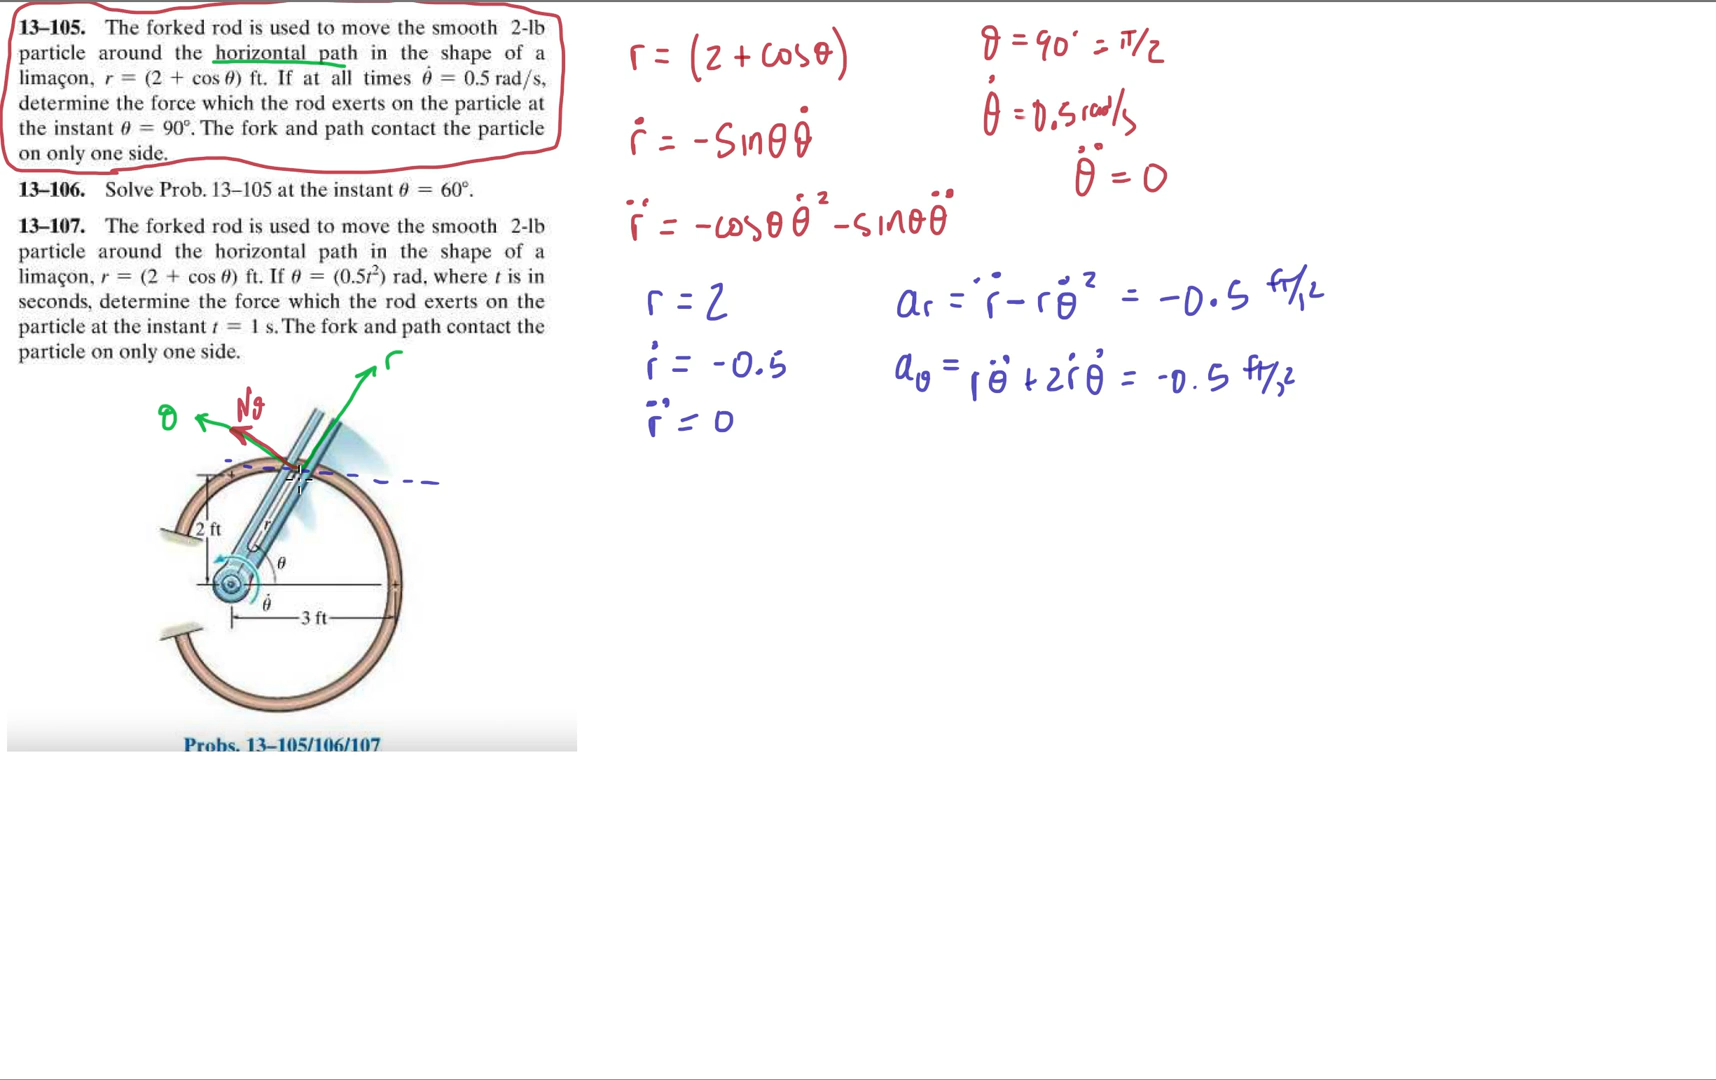 13–105. The forked rod is used to move the smooth 2-lb
particle around the horizontal path in the shape of a
limaçon, r = (2 + cos θ) ft. If at all times θ̇ = 0.5 rad/s,
determine the force which the rod exerts on the particle at
the instant θ = 90°. The fork and path contact the particle
on only one side.
13–106. Solve Prob. 13–105 at the instant θ = 60°.
13–107. The forked rod is used to move the smooth 2-lb
particle around the horizontal path in the shape of a
limaçon, r = (2 + cos θ) ft. If θ = (0.5t²) rad, where t is in
seconds, determine the force which the rod exerts on the
particle at the instant t = 1 s. The fork and path contact the
particle on only one side.
r
θ
Nθ
2 ft
r
θ
θ̇
3 ft
Probs. 13–105/106/107
r = (2 + cosθ)
ṙ = -sinθθ̇
r̈ = -cosθθ̇² - sinθθ̈
θ = 90° = π/2
θ̇ = 0.5 rad/s
θ̈ = 0
r = 2
ṙ = -0.5
r̈ = 0
ar = r̈ - rθ̇² = -0.5 ft/s²
aθ = rθ̈ + 2ṙθ̇ = -0.5 ft/s²